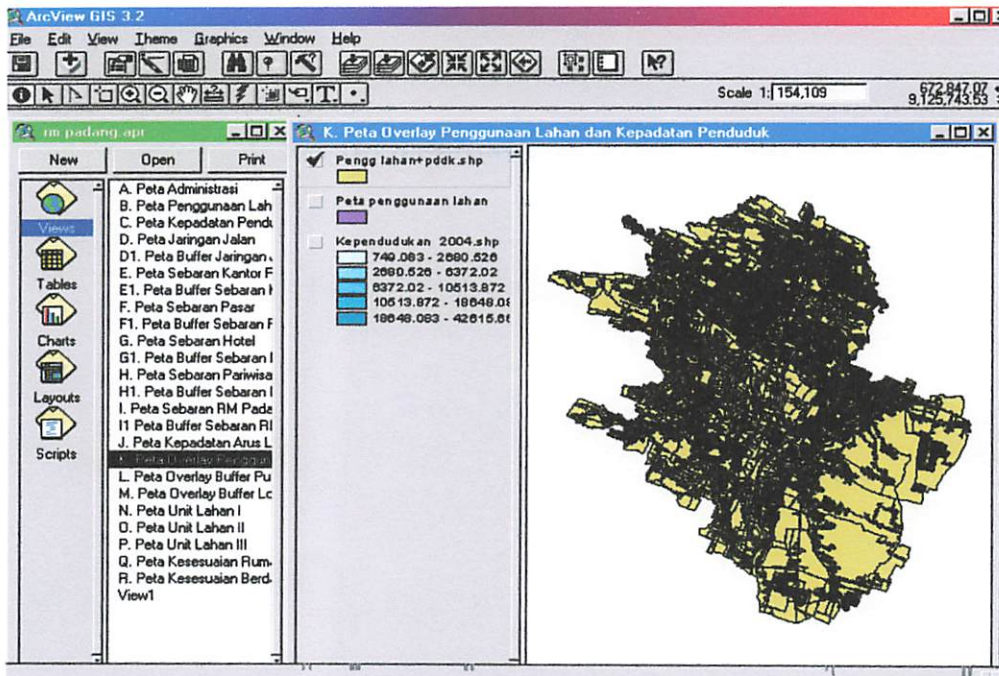 ArcView GIS 3.2
File Edit View Theme Graphics Window Help
Scale 1: 154,109
672,847.07
9,125,743.53
rm padang.apr
New Open Print
Views
Tables
Charts
Layouts
Scripts
A. Peta Administrasi
B. Peta Penggunaan Lah
C. Peta Kepadatan Pendu
D. Peta Jaringan Jalan
D1. Peta Buffer Jaringan
E. Peta Sebaran Kantor P
E1. Peta Buffer Sebaran
F. Peta Sebaran Pasar
F1. Peta Buffer Sebaran P
G. Peta Sebaran Hotel
G1. Peta Buffer Sebaran
H. Peta Sebaran Pariwisa
H1. Peta Buffer Sebaran
I. Peta Sebaran RM Pada
I1 Peta Buffer Sebaran RI
J. Peta Kepadatan Arus L
K. Peta Overlay Penggun
L. Peta Overlay Buffer Pu
M. Peta Overlay Buffer Lo
N. Peta Unit Lahan I
O. Peta Unit Lahan II
P. Peta Unit Lahan III
Q. Peta Kesesuaian Rum
R. Peta Kesesuaian Berd
View1
K. Peta Overlay Penggunaan Lahan dan Kepadatan Penduduk
Pengg lahan+pddk.shp
Peta penggunaan lahan
Kependudukan 2004.shp
749.083 - 2680.526
2680.526 - 6372.02
6372.02 - 10513.872
10513.872 - 18648.08
18648.083 - 42615.66